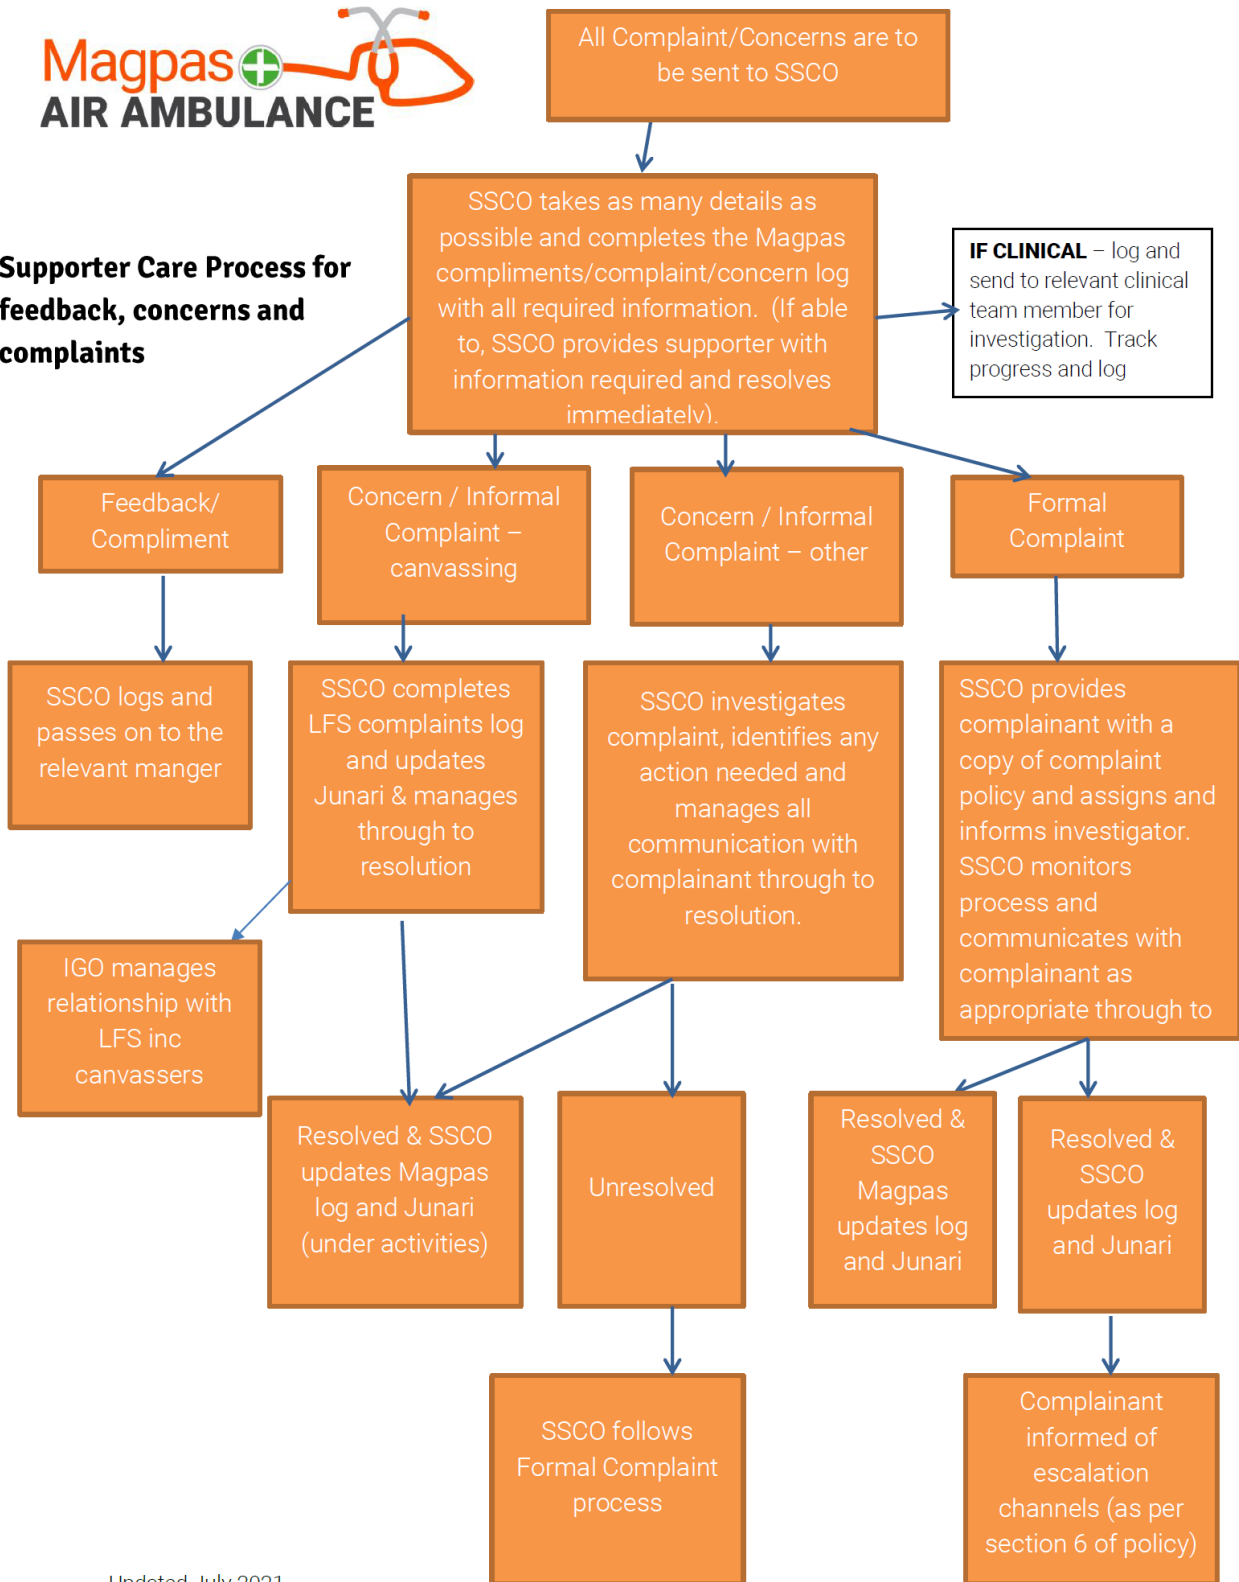 Magpas
AIR AMBULANCE
All Complaint/Concerns are to
be sent to SSCO
SSCO takes as many details as
possible and completes the Magpas
compliments/complaint/concern log
with all required information.  (If able
to, SSCO provides supporter with
information required and resolves
immediately).
IF CLINICAL – log and
send to relevant clinical
team member for
investigation.  Track
progress and log
Supporter Care Process for
feedback, concerns and
complaints
Feedback/
Compliment
Concern / Informal
Complaint –
canvassing
Concern / Informal
Complaint – other
Formal
Complaint
SSCO logs and
passes on to the
relevant manger
SSCO completes
LFS complaints log
and updates
Junari & manages
through to
resolution
SSCO investigates
complaint, identifies any
action needed and
manages all
communication with
complainant through to
resolution.
SSCO provides
complainant with a
copy of complaint
policy and assigns and
informs investigator.
SSCO monitors
process and
communicates with
complainant as
appropriate through to
IGO manages
relationship with
LFS inc
canvassers
Resolved & SSCO
updates Magpas
log and Junari
(under activities)
Unresolved
Resolved &
SSCO
Magpas
updates log
and Junari
Resolved &
SSCO
updates log
and Junari
SSCO follows
Formal Complaint
process
Complainant
informed of
escalation
channels (as per
section 6 of policy)
Updated July 2021